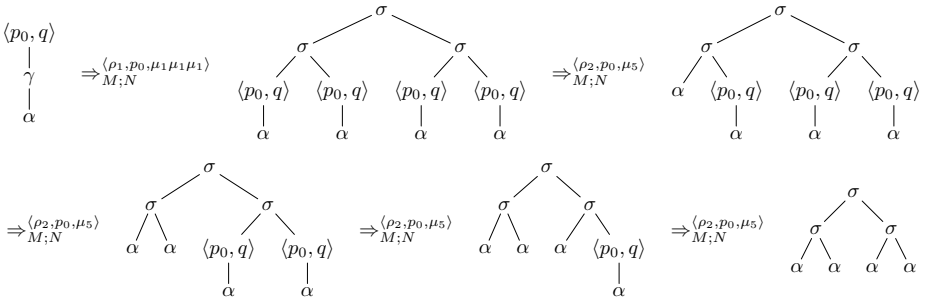 σ σ
⟨p₀, q⟩ σ σ σ σ
γ ⇒_{M;N}^{⟨ρ₁,p₀,μ₁μ₁μ₁⟩} ⟨p₀, q⟩ ⟨p₀, q⟩ ⟨p₀, q⟩ ⟨p₀, q⟩ ⇒_{M;N}^{⟨ρ₂,p₀,μ₅⟩} α ⟨p₀, q⟩ ⟨p₀, q⟩ ⟨p₀, q⟩
α α α α α α α α
σ σ
σ σ σ σ σ
⇒_{M;N}^{⟨ρ₂,p₀,μ₅⟩} α α ⟨p₀, q⟩ ⟨p₀, q⟩ ⇒_{M;N}^{⟨ρ₂,p₀,μ₅⟩} α α α ⟨p₀, q⟩ ⇒_{M;N}^{⟨ρ₂,p₀,μ₅⟩} σ σ
α α α α α α α